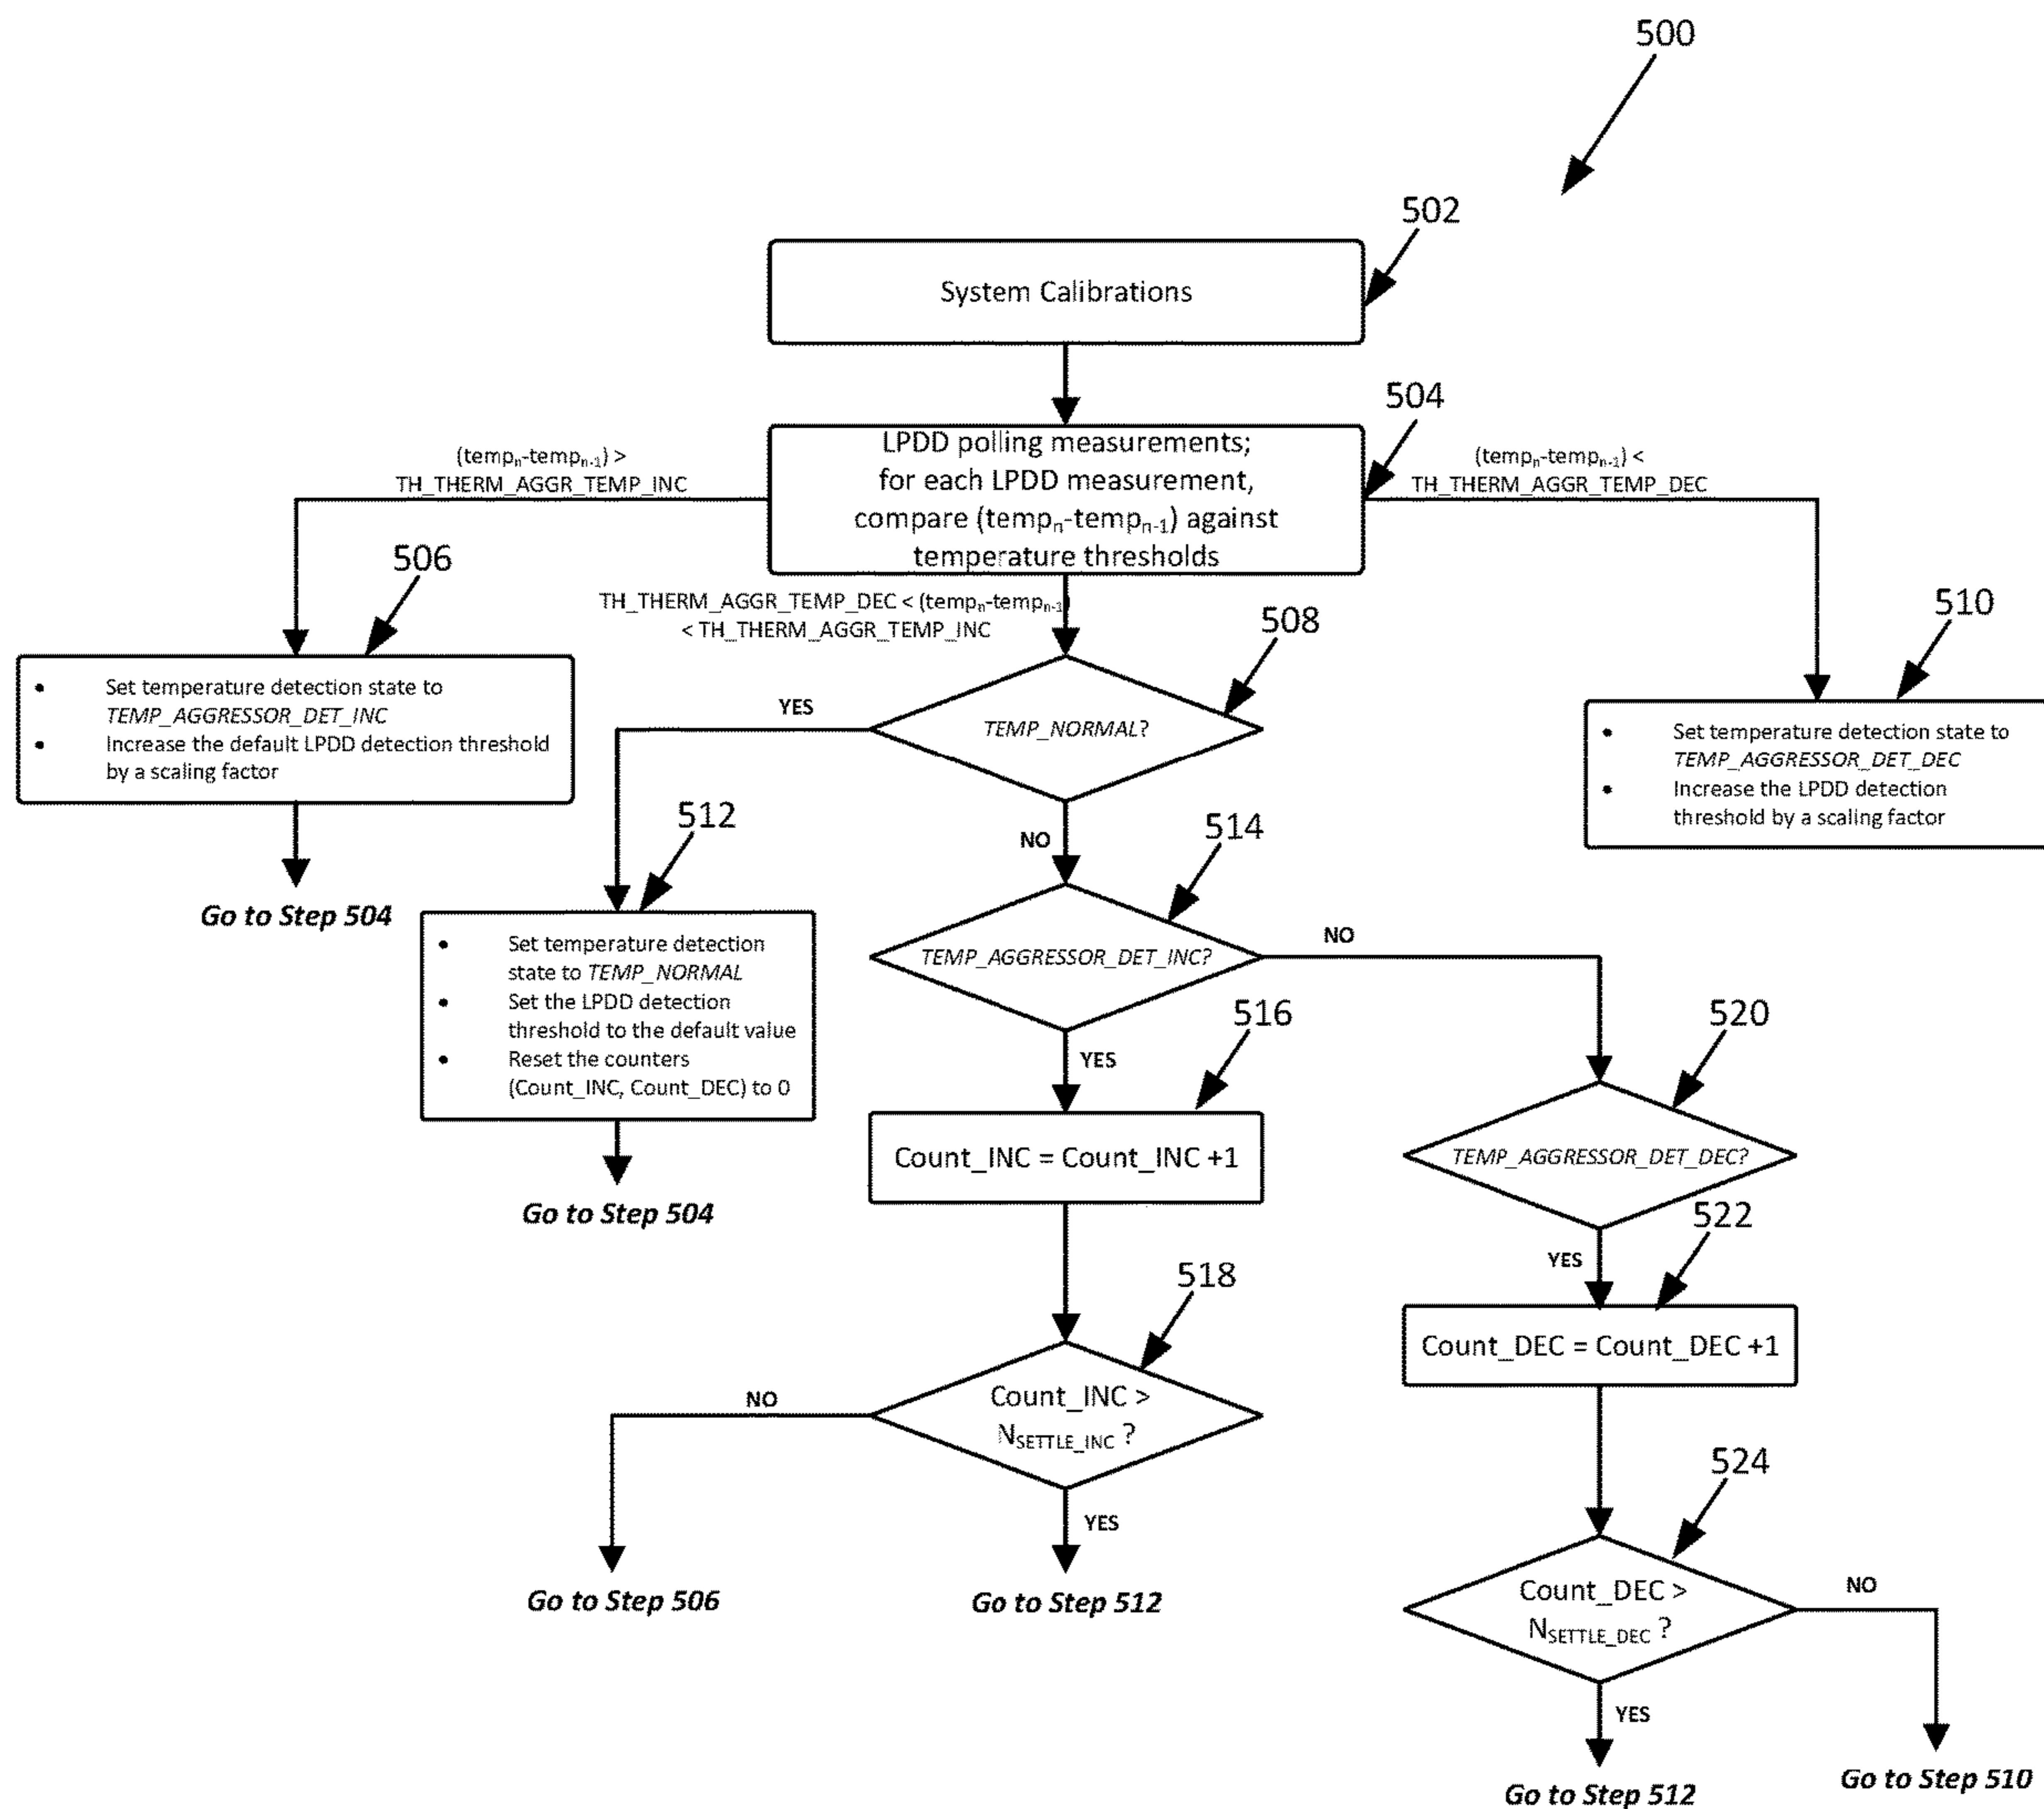 500
502
System Calibrations
504
LPDD polling measurements;
for each LPDD measurement,
compare (tempn-tempn-1) against
temperature thresholds
(tempn-tempn-1) >
TH_THERM_AGGR_TEMP_INC
(tempn-tempn-1) <
TH_THERM_AGGR_TEMP_DEC
506
TH_THERM_AGGR_TEMP_DEC < (tempn-tempn-1)
< TH_THERM_AGGR_TEMP_INC
508
510
• Set temperature detection state to
TEMP_AGGRESSOR_DET_INC
• Increase the default LPDD detection threshold
by a scaling factor
Go to Step 504
YES
TEMP_NORMAL?
NO
• Set temperature detection state to
TEMP_AGGRESSOR_DET_DEC
• Increase the LPDD detection
threshold by a scaling factor
512
• Set temperature detection
state to TEMP_NORMAL
• Set the LPDD detection
threshold to the default value
• Reset the counters
(Count_INC, Count_DEC) to 0
Go to Step 504
514
TEMP_AGGRESSOR_DET_INC?
NO
YES
516
Count_INC = Count_INC +1
518
Count_INC >
NSETTLE_INC ?
NO
Go to Step 506
YES
Go to Step 512
520
TEMP_AGGRESSOR_DET_DEC?
YES
522
Count_DEC = Count_DEC +1
524
Count_DEC >
NSETTLE_DEC ?
NO
YES
Go to Step 512
Go to Step 510